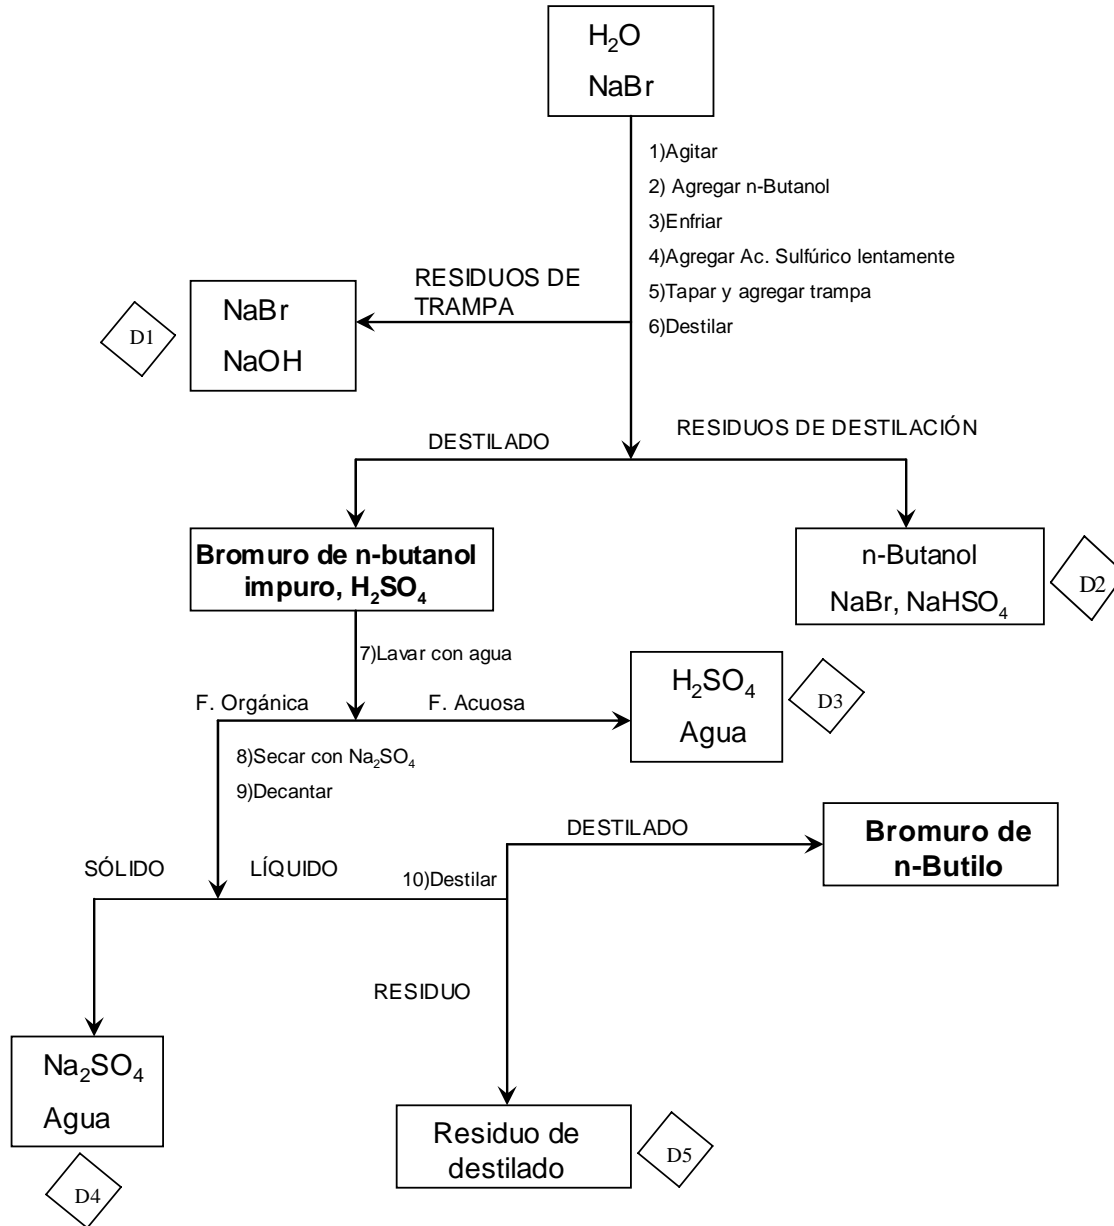 H₂O
NaBr
1)Agitar
2) Agregar n-Butanol
3)Enfriar
4)Agregar Ac. Sulfúrico lentamente
5)Tapar y agregar trampa
6)Destilar
RESIDUOS DE
TRAMPA
NaBr
NaOH
D1
DESTILADO
RESIDUOS DE DESTILACIÓN
Bromuro de n-butanol
impuro, H₂SO₄
n-Butanol
NaBr, NaHSO₄
D2
7)Lavar con agua
F. Orgánica
F. Acuosa
H₂SO₄
Agua
D3
8)Secar con Na₂SO₄
9)Decantar
SÓLIDO
LÍQUIDO
10)Destilar
DESTILADO
Bromuro de
n-Butilo
RESIDUO
Na₂SO₄
Agua
D4
Residuo de
destilado
D5